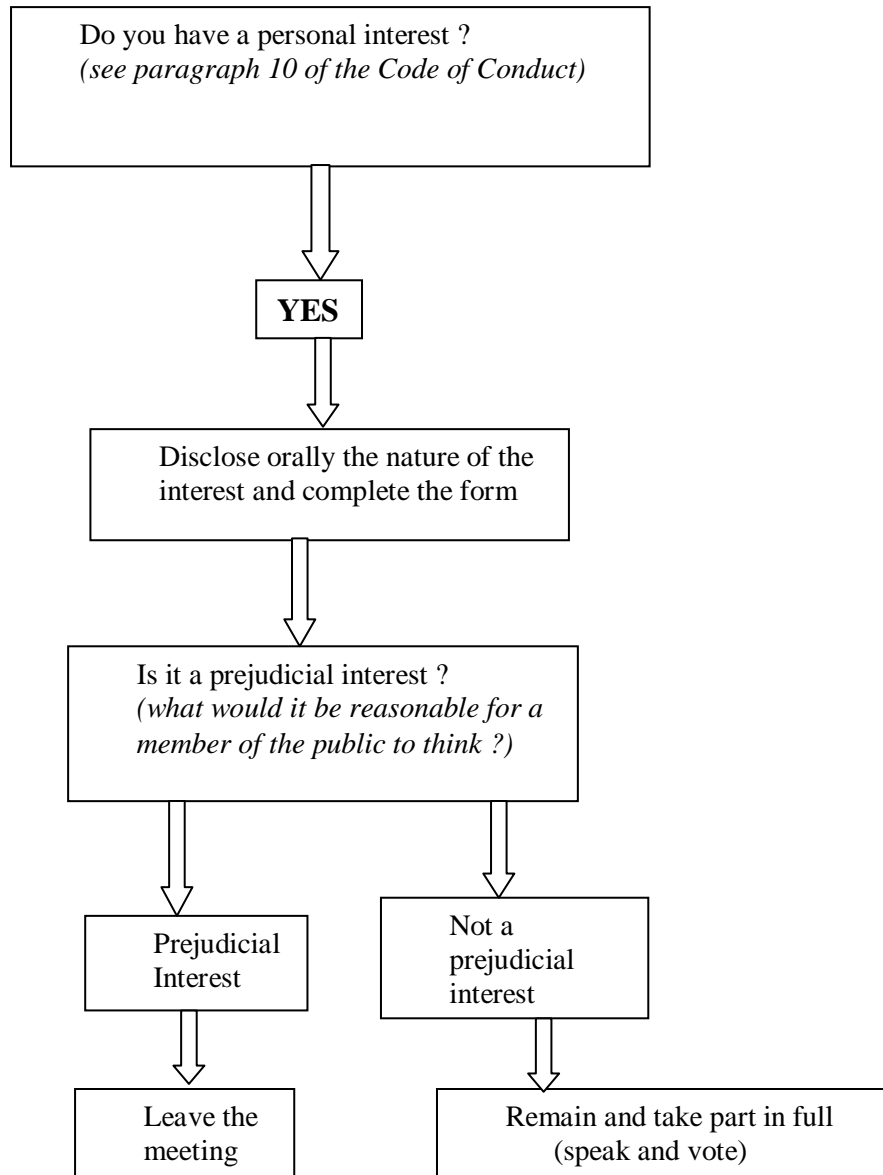 Do you have a personal interest ?
(see paragraph 10 of the Code of Conduct)
YES
Disclose orally the nature of the
interest and complete the form
Is it a prejudicial interest ?
(what would it be reasonable for a
member of the public to think ?)
Prejudicial
Interest
Not a
prejudicial
interest
Leave the
meeting
Remain and take part in full
(speak and vote)